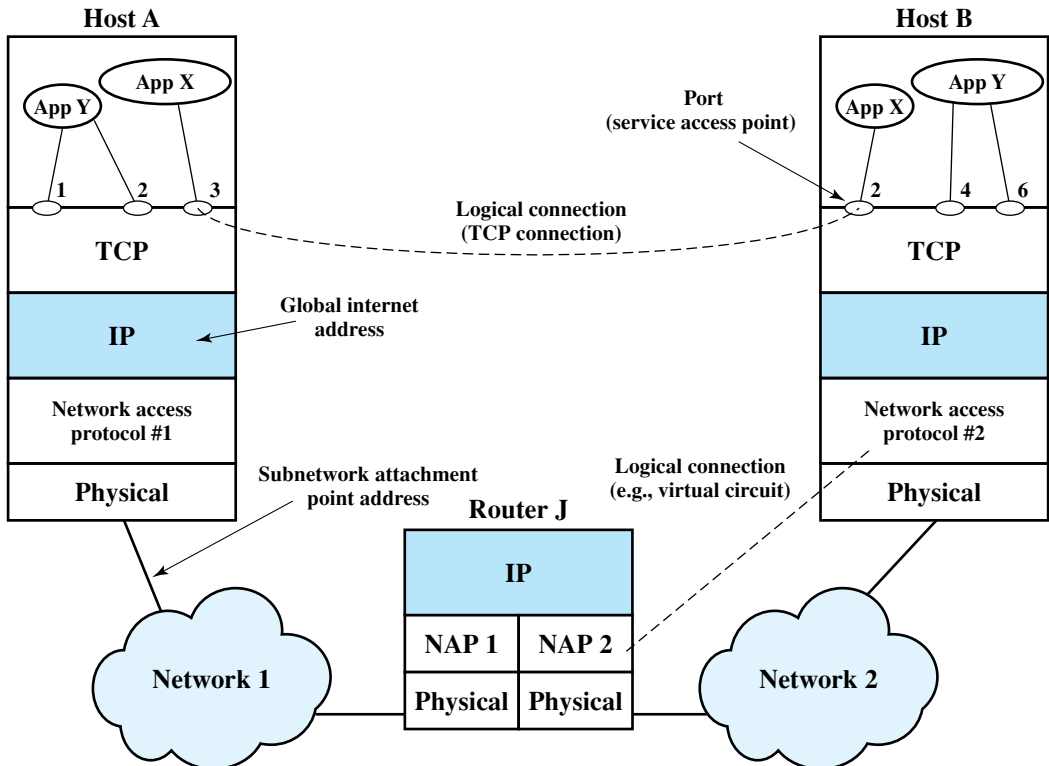 Host A
Host B
App X
App Y
1
2
3
Port
(service access point)
App Y
App X
2
4
6
Logical connection
(TCP connection)
TCP
TCP
Global internet
address
IP
IP
Network access
protocol #1
Network access
protocol #2
Subnetwork attachment
point address
Logical connection
(e.g., virtual circuit)
Physical
Physical
Router J
IP
NAP 1
NAP 2
Physical
Physical
Network 1
Network 2